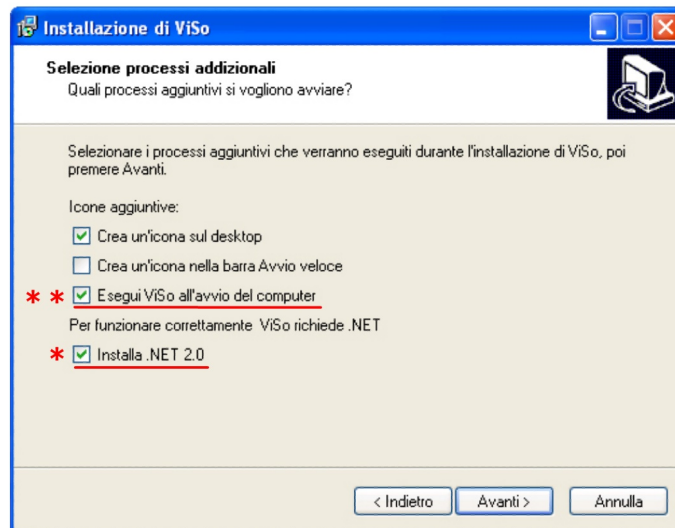 Installazione di ViSo
Selezione processi addizionali
Quali processi aggiuntivi si vogliono avviare?
Selezionare i processi aggiuntivi che verranno eseguiti durante l'installazione di ViSo, poi
premere Avanti.
Icone aggiuntive:
Crea un'icona sul desktop
Crea un'icona nella barra Avvio veloce
* * Esegui ViSo all'avvio del computer
Per funzionare correttamente ViSo richiede .NET
* Installa .NET 2.0
< Indietro Avanti > Annulla